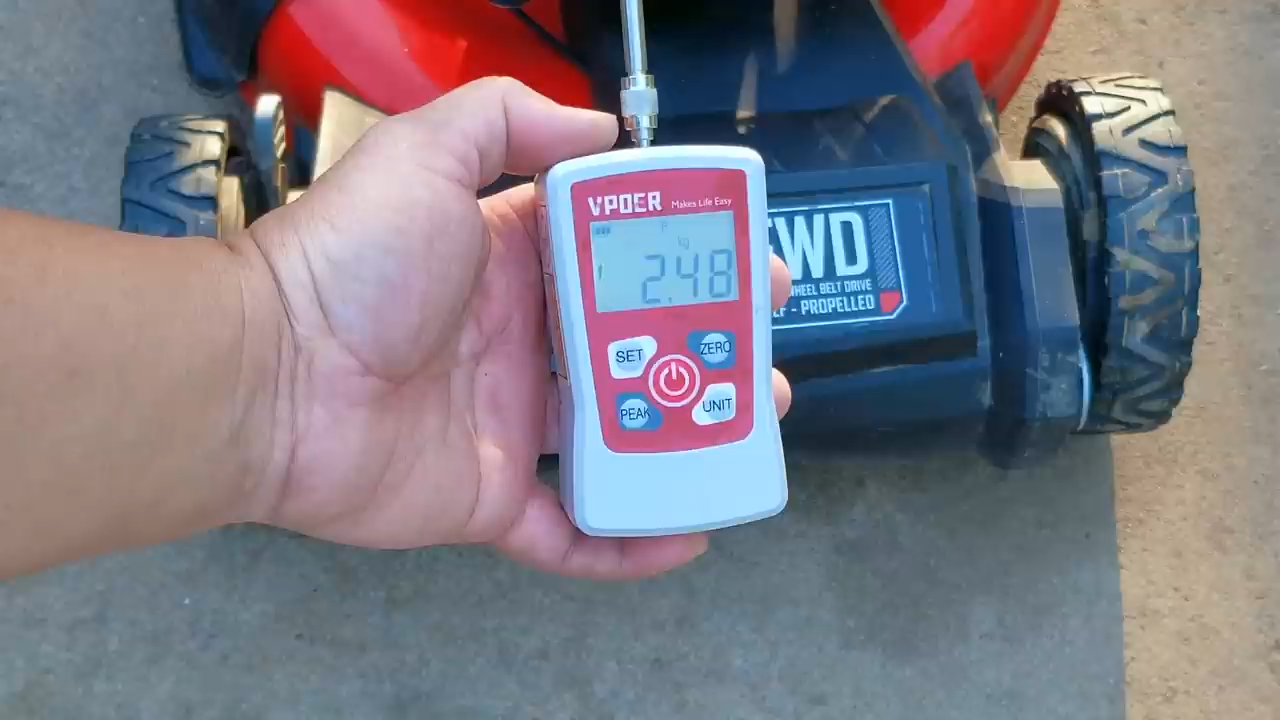 VPOER Makes Life Easy
P
kg
2.48
SET ZERO
PEAK UNIT
WD
WHEEL BELT DRIVE
LF - PROPELLED